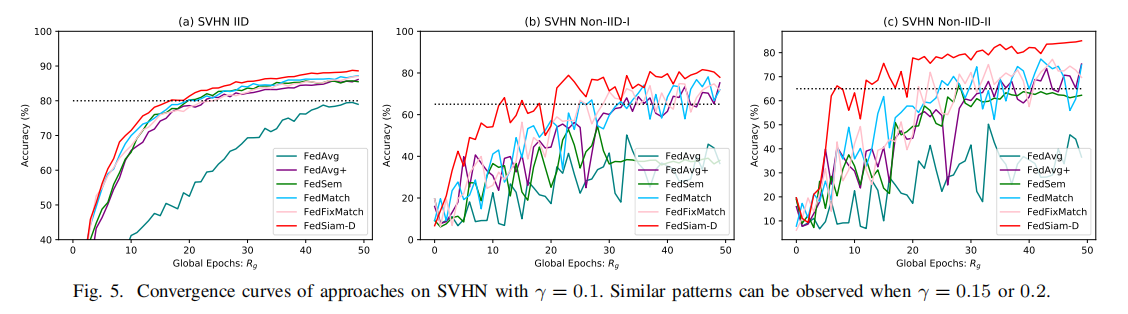 (a) SVHN IID
100
90
80
70
60
50
40
Accuracy (%)
0 10 20 30 40 50
Global Epochs: Rg
FedAvg
FedAvg+
FedSem
FedMatch
FedFixMatch
FedSiam-D
(b) SVHN Non-IID-I
100
80
60
40
20
0
Accuracy (%)
0 10 20 30 40 50
Global Epochs: Rg
FedAvg
FedAvg+
FedSem
FedMatch
FedFixMatch
FedSiam-D
(c) SVHN Non-IID-II
80
70
60
50
40
30
20
10
Accuracy (%)
0 10 20 30 40 50
Global Epochs: Rg
FedAvg
FedAvg+
FedSem
FedMatch
FedFixMatch
FedSiam-D
Fig. 5. Convergence curves of approaches on SVHN with γ = 0.1. Similar patterns can be observed when γ = 0.15 or 0.2.